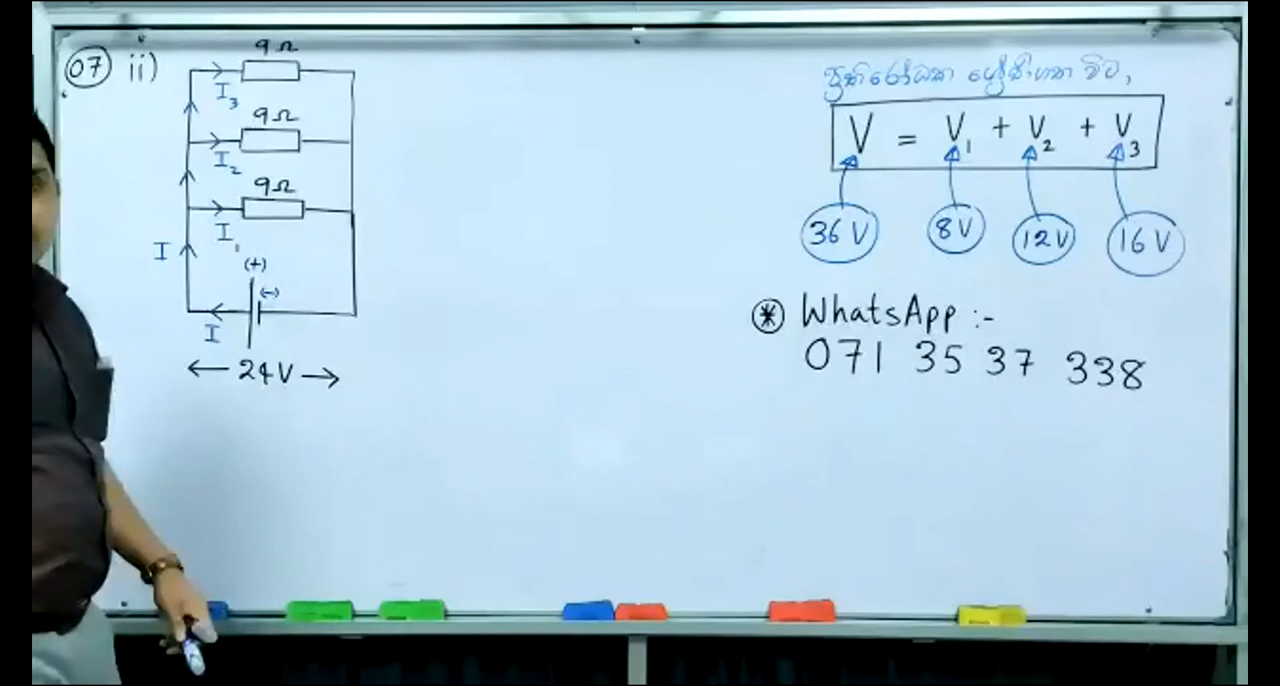 07 ii)
9Ω
I₃
9Ω
I₂
9Ω
I₁
I
(+)
(-)
I
← 24V →
ප්‍රතිරෝධක ශ්‍රේණිගත විට,
V = V₁ + V₂ + V₃
36 V 8V 12V 16 V
* WhatsApp :-
071 35 37 338